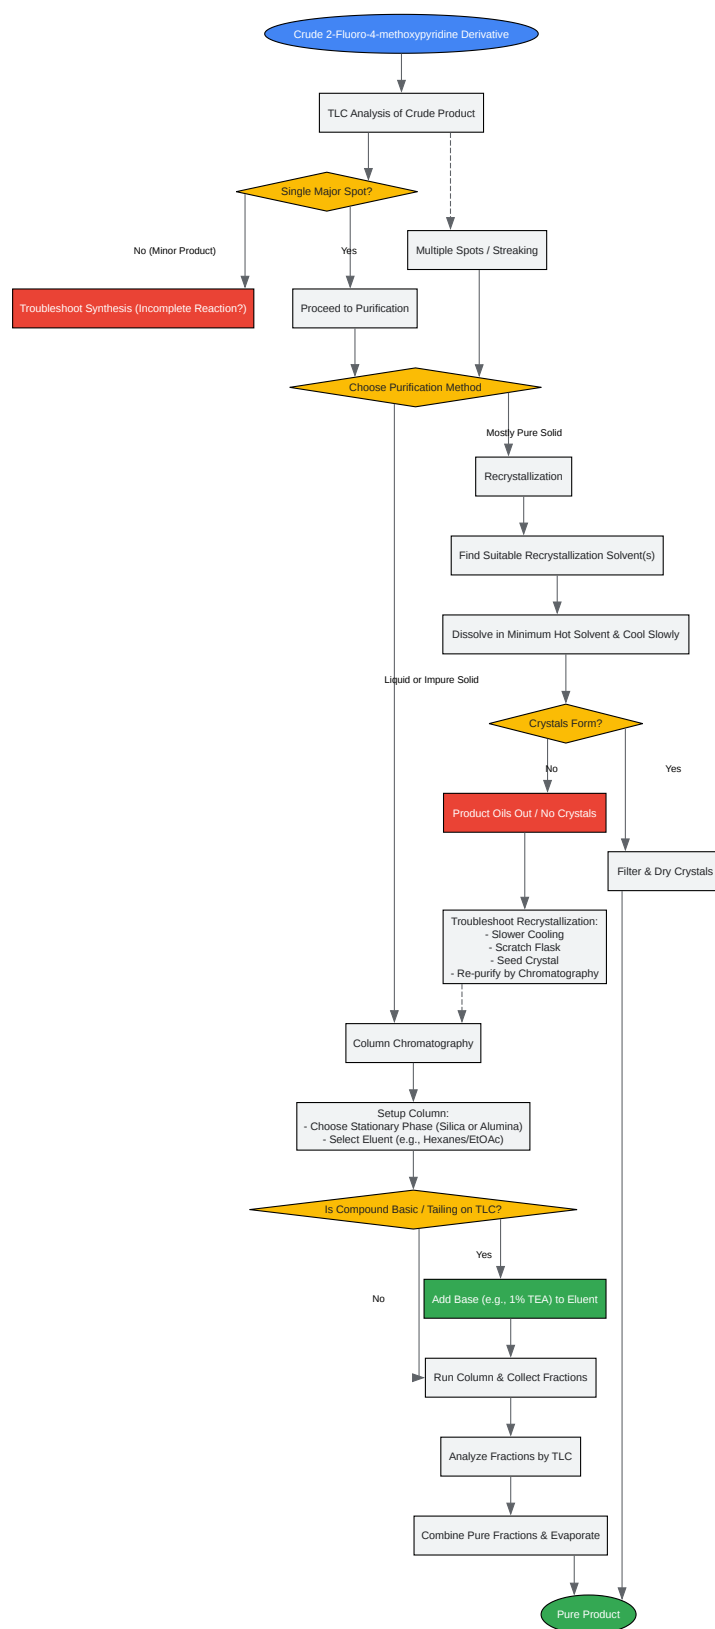 Crude 2-Fluoro-4-methoxypyridine Derivative
TLC Analysis of Crude Product
Single Major Spot?
No (Minor Product)
Yes
Multiple Spots / Streaking
Troubleshoot Synthesis (Incomplete Reaction?)
Proceed to Purification
Choose Purification Method
Mostly Pure Solid
Recrystallization
Find Suitable Recrystallization Solvent(s)
Dissolve in Minimum Hot Solvent & Cool Slowly
Liquid or Impure Solid
Crystals Form?
No
Yes
Product Oils Out / No Crystals
Filter & Dry Crystals
Troubleshoot Recrystallization:
- Slower Cooling
- Scratch Flask
- Seed Crystal
- Re-purify by Chromatography
Column Chromatography
Setup Column:
- Choose Stationary Phase (Silica or Alumina)
- Select Eluent (e.g., Hexanes/EtOAc)
Is Compound Basic / Tailing on TLC?
Yes
No
Add Base (e.g., 1% TEA) to Eluent
Run Column & Collect Fractions
Analyze Fractions by TLC
Combine Pure Fractions & Evaporate
Pure Product